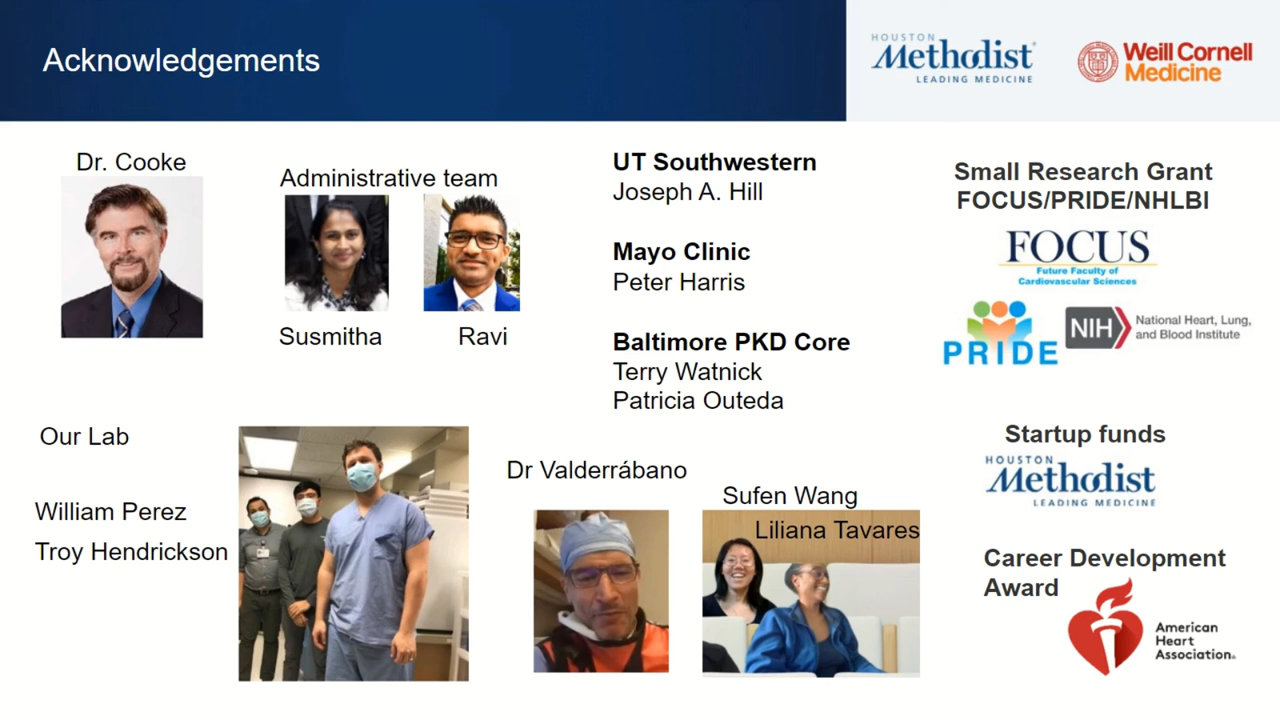 Acknowledgements
HOUSTON
Methodist
LEADING MEDICINE
Weill Cornell
Medicine
Dr. Cooke
Administrative team
Susmitha
Ravi
UT Southwestern
Joseph A. Hill
Mayo Clinic
Peter Harris
Baltimore PKD Core
Terry Watnick
Patricia Outeda
Small Research Grant
FOCUS/PRIDE/NHLBI
FOCUS
Future Faculty of
Cardiovascular Sciences
PRIDE
NIH
National Heart, Lung,
and Blood Institute
Our Lab
William Perez
Troy Hendrickson
Dr Valderrábano
Sufen Wang
Liliana Tavares
Startup funds
HOUSTON
Methodist
LEADING MEDICINE
Career Development
Award
American
Heart
Association.